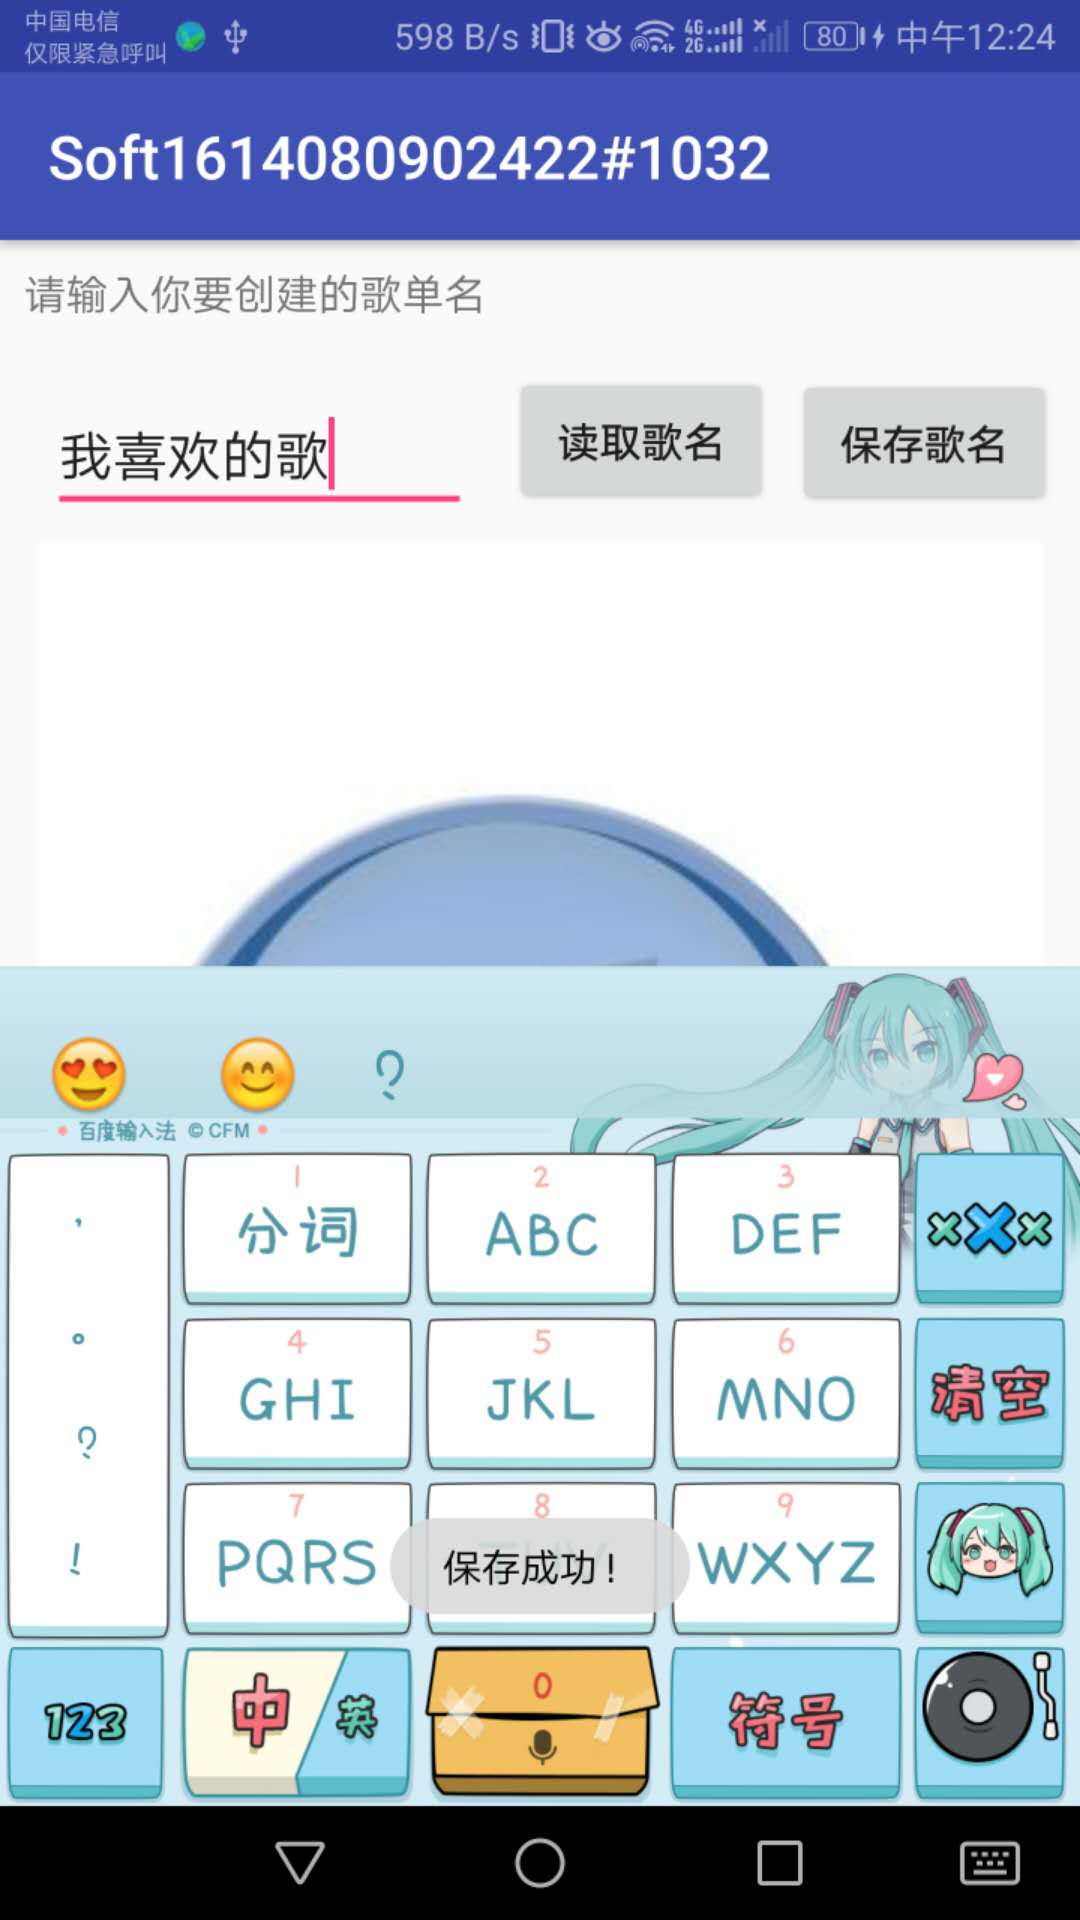 中国电信
仅限紧急呼叫
598 B/s
4G
2G
80
中午12:24
Soft1614080902422#1032
请输入你要创建的歌单名
我喜欢的歌
读取歌名
保存歌名
?
百度输入法 © CFM
,
。
?
!
1
分词
2
ABC
3
DEF
4
GHI
5
JKL
6
MNO
清空
7
PQRS
8
9
WXYZ
保存成功!
123
中
英
0
符号